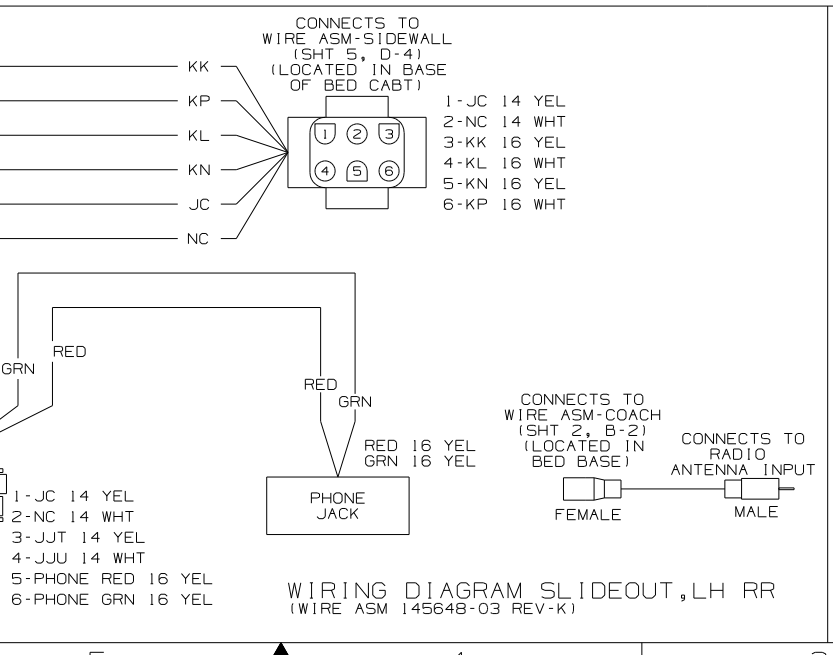 CONNECTS TO
WIRE ASM-SIDEWALL
(SHT 5, D-4)
(LOCATED IN BASE
OF BED CABT)
KK
KP
KL
KN
JC
NC
1 2 3
4 5 6
1-JC 14 YEL
2-NC 14 WHT
3-KK 16 YEL
4-KL 16 WHT
5-KN 16 YEL
6-KP 16 WHT
RED
GRN
RED
GRN
RED 16 YEL
GRN 16 YEL
PHONE
JACK
1-JC 14 YEL
2-NC 14 WHT
3-JJT 14 YEL
4-JJU 14 WHT
5-PHONE RED 16 YEL
6-PHONE GRN 16 YEL
CONNECTS TO
WIRE ASM-COACH
(SHT 2, B-2)
(LOCATED IN
BED BASE)
FEMALE
CONNECTS TO
RADIO
ANTENNA INPUT
MALE
WIRING DIAGRAM SLIDEOUT,LH RR
(WIRE ASM 145648-03 REV-K)